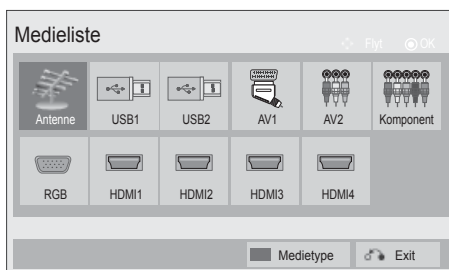 Medieliste
Flyt OK
Antenne USB1 USB2 AV1 AV2 Komponent
RGB HDMI1 HDMI2 HDMI3 HDMI4
Medietype Exit